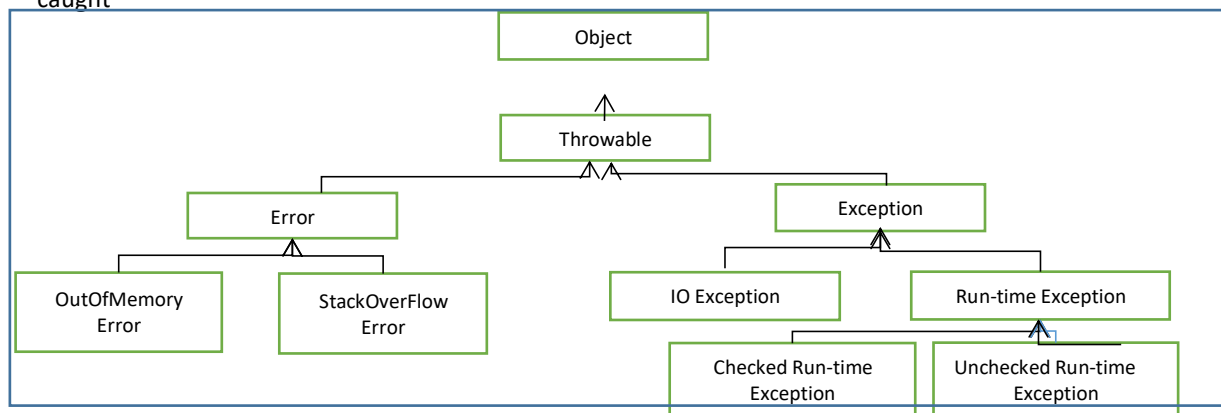 caught
Object
Throwable
Error
Exception
OutOfMemory
Error
StackOverFlow
Error
IO Exception
Run-time Exception
Checked Run-time
Exception
Unchecked Run-time
Exception